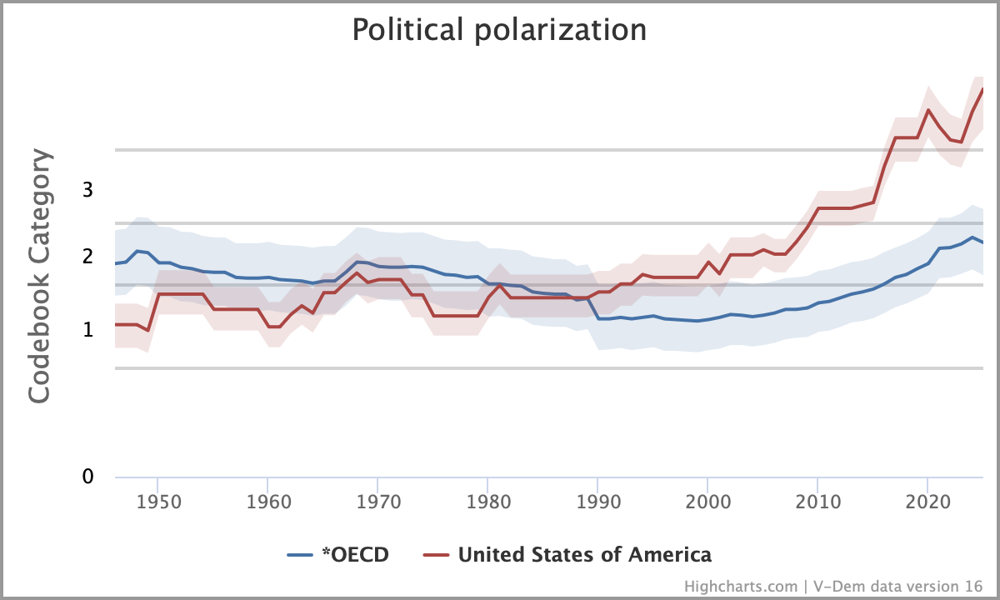 Political polarization
Codebook Category
3
2
1
0
1950 1960 1970 1980 1990 2000 2010 2020
*OECD United States of America
Highcharts.com | V-Dem data version 16